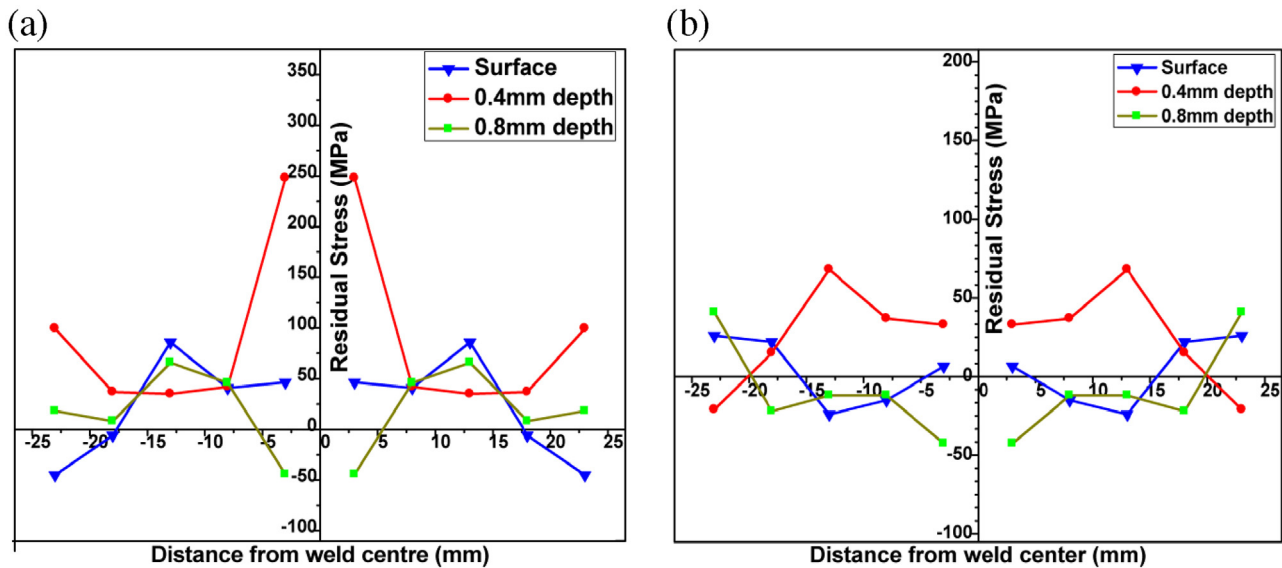 (a)
350
300
250
200
150
100
50
0
-50
-100
Residual Stress (MPa)
Surface
0.4mm depth
0.8mm depth
-25 -20 -15 -10 -5 0 5 10 15 20 25
Distance from weld centre (mm)
(b)
200
150
100
50
0
-50
-100
Residual Stress (MPa)
Surface
0.4mm depth
0.8mm depth
-25 -20 -15 -10 -5 0 5 10 15 20 25
Distance from weld center (mm)